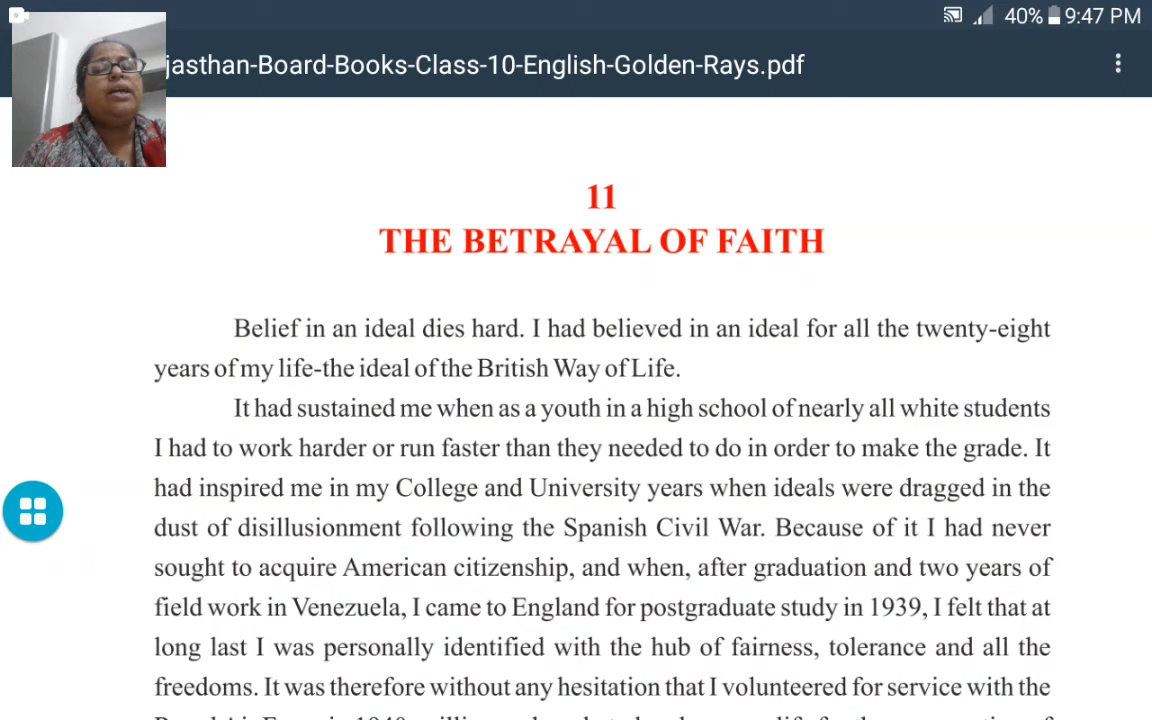 40% 9:47 PM
jasthan-Board-Books-Class-10-English-Golden-Rays.pdf
11
THE BETRAYAL OF FAITH
Belief in an ideal dies hard. I had believed in an ideal for all the twenty-eight
years of my life-the ideal of the British Way of Life.
It had sustained me when as a youth in a high school of nearly all white students
I had to work harder or run faster than they needed to do in order to make the grade. It
had inspired me in my College and University years when ideals were dragged in the
dust of disillusionment following the Spanish Civil War. Because of it I had never
sought to acquire American citizenship, and when, after graduation and two years of
field work in Venezuela, I came to England for postgraduate study in 1939, I felt that at
long last I was personally identified with the hub of fairness, tolerance and all the
freedoms. It was therefore without any hesitation that I volunteered for service with the